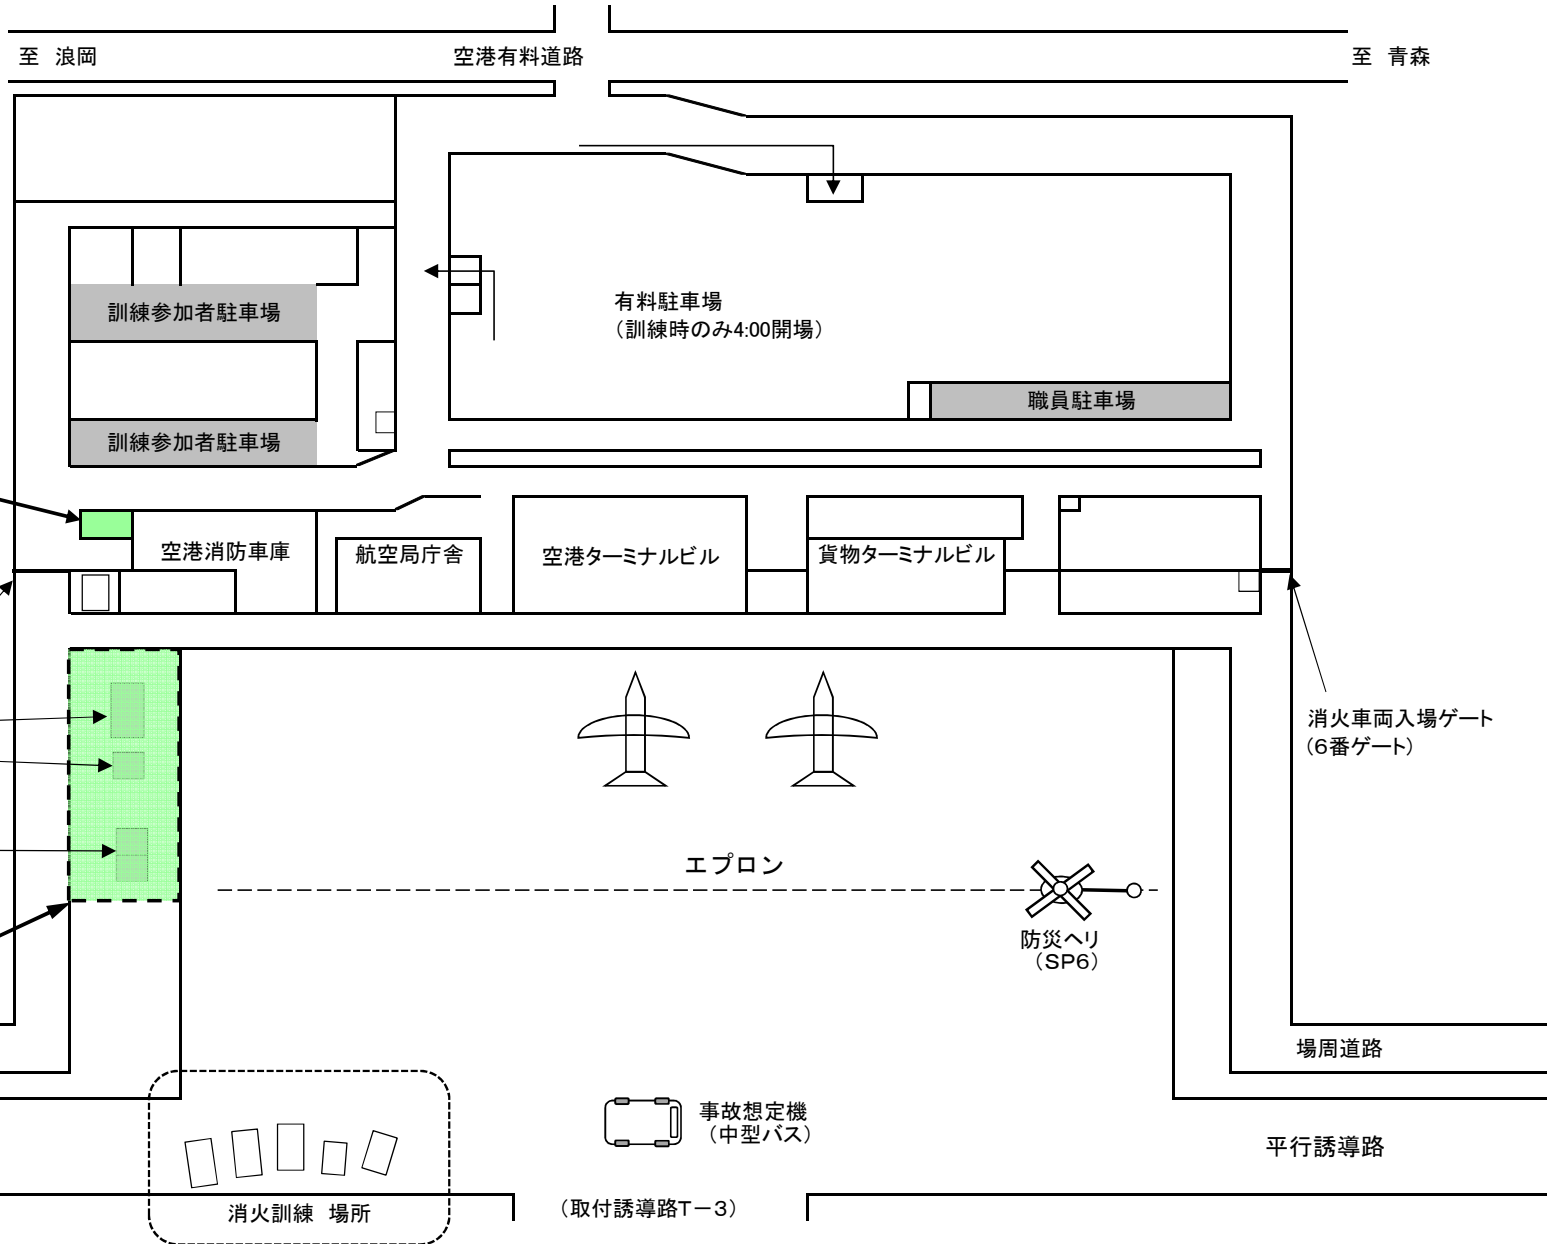 至　浪岡
空港有料道路
至　青森
訓練参加者駐車場
有料駐車場
（訓練時のみ4:00開場）
職員駐車場
訓練参加者駐車場
空港消防車庫
航空局庁舎
空港ターミナルビル
貨物ターミナルビル
消火車両入場ゲート
（６番ゲート）
エプロン
防災ヘリ
（SP6）
場周道路
事故想定機
（中型バス）
平行誘導路
（取付誘導路Ｔ－３）
消火訓練　場所